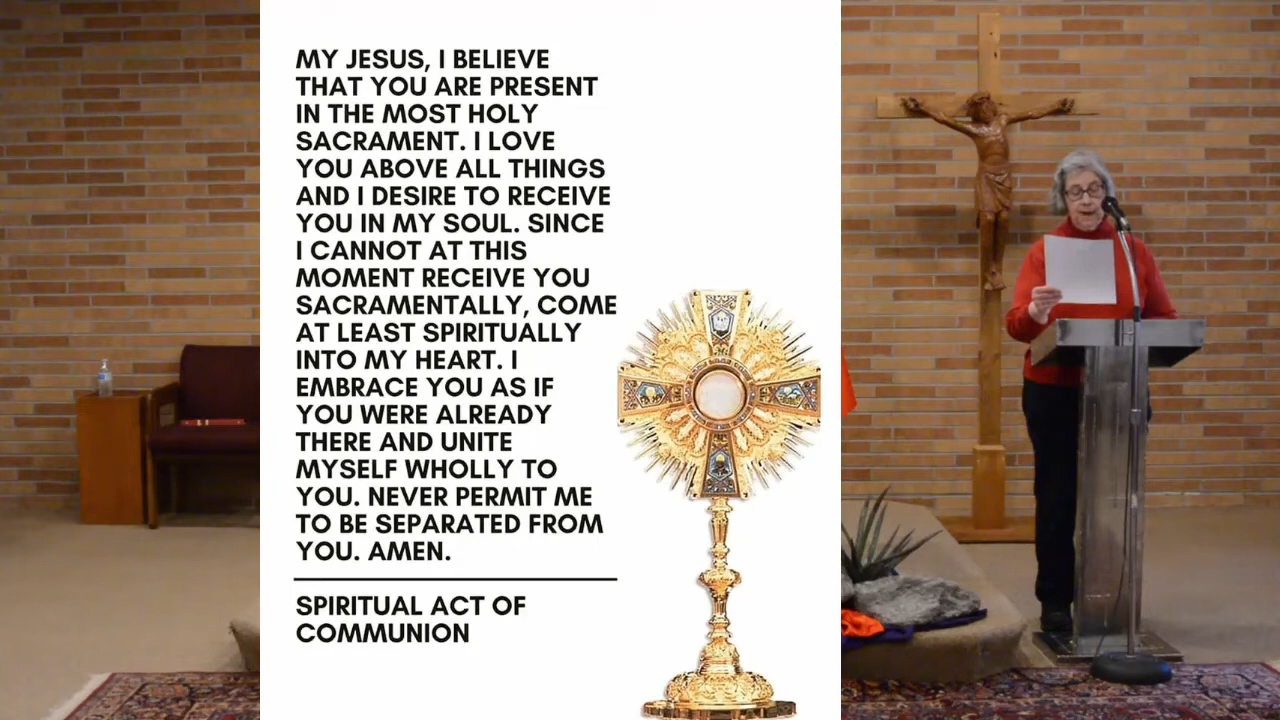 MY JESUS, I BELIEVE
THAT YOU ARE PRESENT
IN THE MOST HOLY
SACRAMENT. I LOVE
YOU ABOVE ALL THINGS
AND I DESIRE TO RECEIVE
YOU IN MY SOUL. SINCE
I CANNOT AT THIS
MOMENT RECEIVE YOU
SACRAMENTALLY, COME
AT LEAST SPIRITUALLY
INTO MY HEART. I
EMBRACE YOU AS IF
YOU WERE ALREADY
THERE AND UNITE
MYSELF WHOLLY TO
YOU. NEVER PERMIT ME
TO BE SEPARATED FROM
YOU. AMEN.
SPIRITUAL ACT OF
COMMUNION